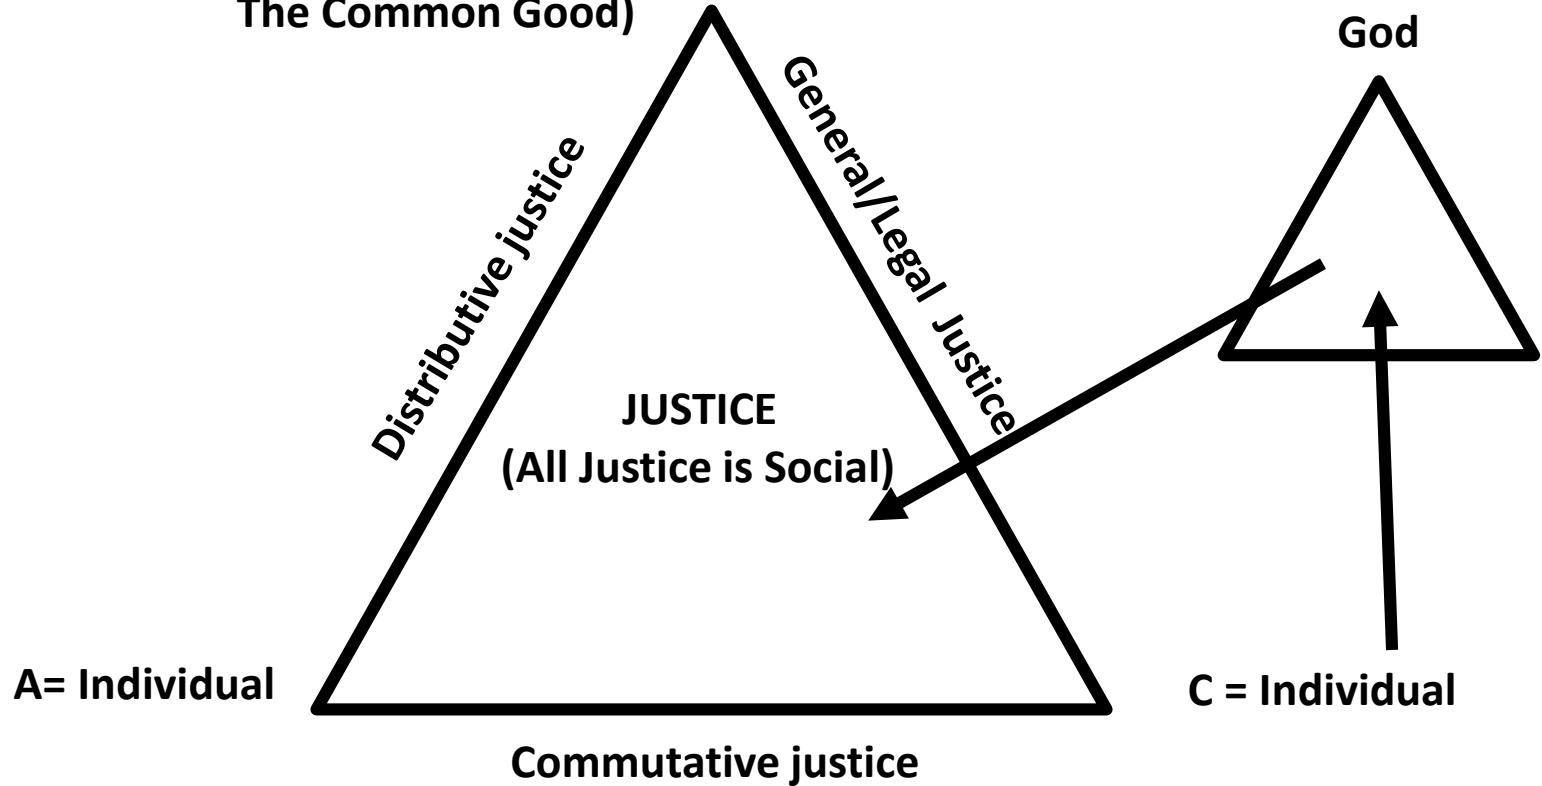 The Common Good)
God
General/Legal Justice
Distributive justice
JUSTICE
(All Justice is Social)
A= Individual
C = Individual
Commutative justice